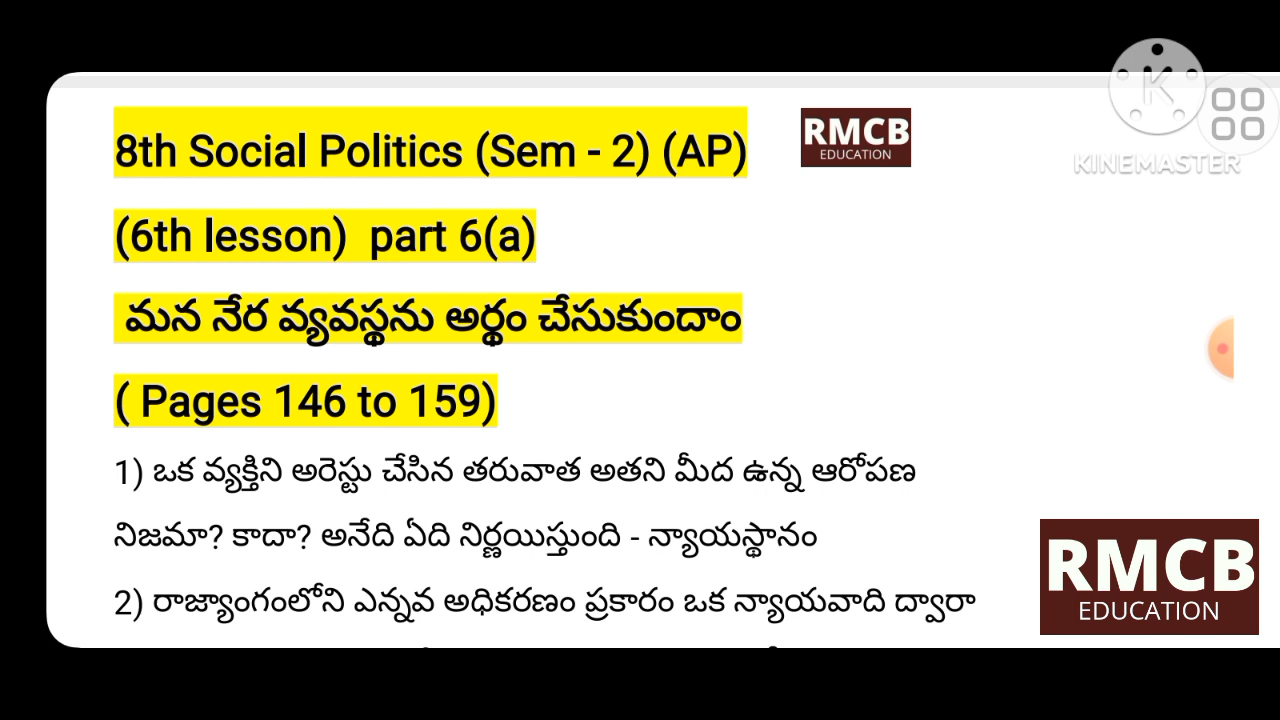 8th Social Politics (Sem - 2) (AP)
RMCB
EDUCATION
KINEMASTER
(6th lesson) part 6(a)
మన నేర వ్యవస్థను అర్థం చేసుకుందాం
( Pages 146 to 159)
1) ఒక వ్యక్తిని అరెస్టు చేసిన తరువాత అతని మీద ఉన్న ఆరోపణ
నిజమా? కాదా? అనేది ఏది నిర్ణయిస్తుంది - న్యాయస్థానం
2) రాజ్యాంగంలోని ఎన్నవ అధికరణం ప్రకారం ఒక న్యాయవాది ద్వారా
RMCB
EDUCATION